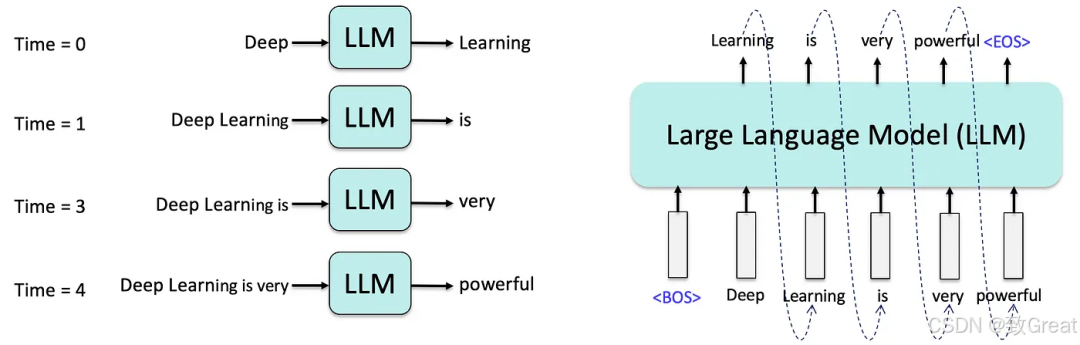 Time = 0
Deep
LLM
Learning
Time = 1
Deep Learning
LLM
is
Time = 3
Deep Learning is
LLM
very
Time = 4
Deep Learning is very
LLM
powerful
Learning is very powerful <EOS>
Large Language Model (LLM)
<BOS> Deep Learning is very powerful
CSDN @致Great